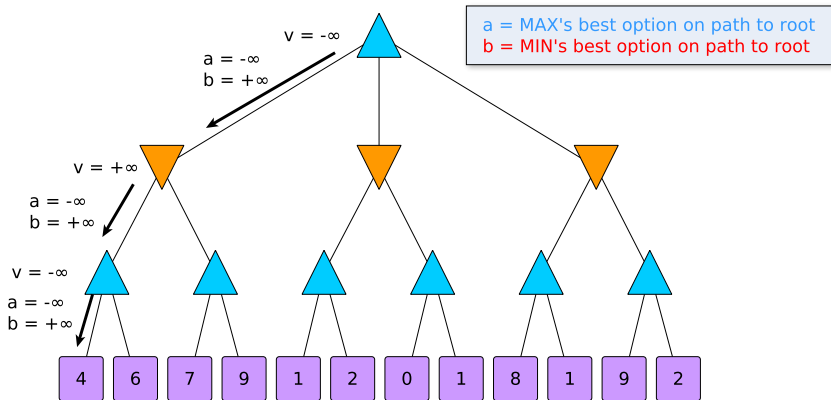 v = -∞
a = MAX's best option on path to root
b = MIN's best option on path to root
a = -∞
b = +∞
v = +∞
a = -∞
b = +∞
v = -∞
a = -∞
b = +∞
4 6 7 9 1 2 0 1 8 1 9 2